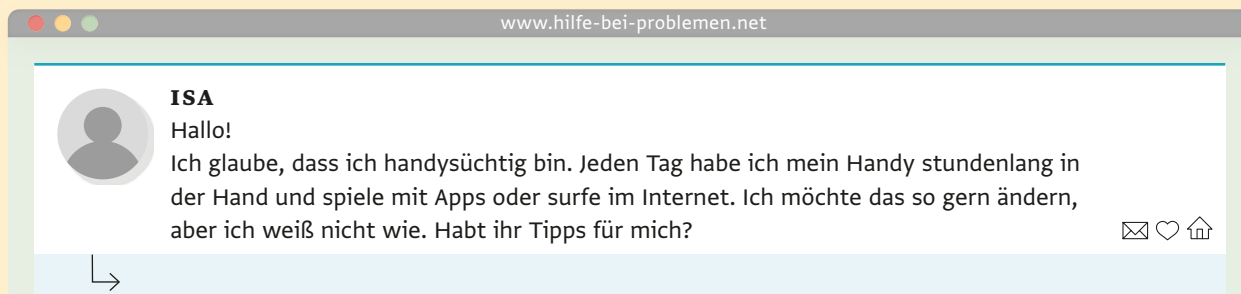 www.hilfe-bei-problemen.net
ISA
Hallo!
Ich glaube, dass ich handysüchtig bin. Jeden Tag habe ich mein Handy stundenlang in
der Hand und spiele mit Apps oder surfe im Internet. Ich möchte das so gern ändern,
aber ich weiß nicht wie. Habt ihr Tipps für mich?